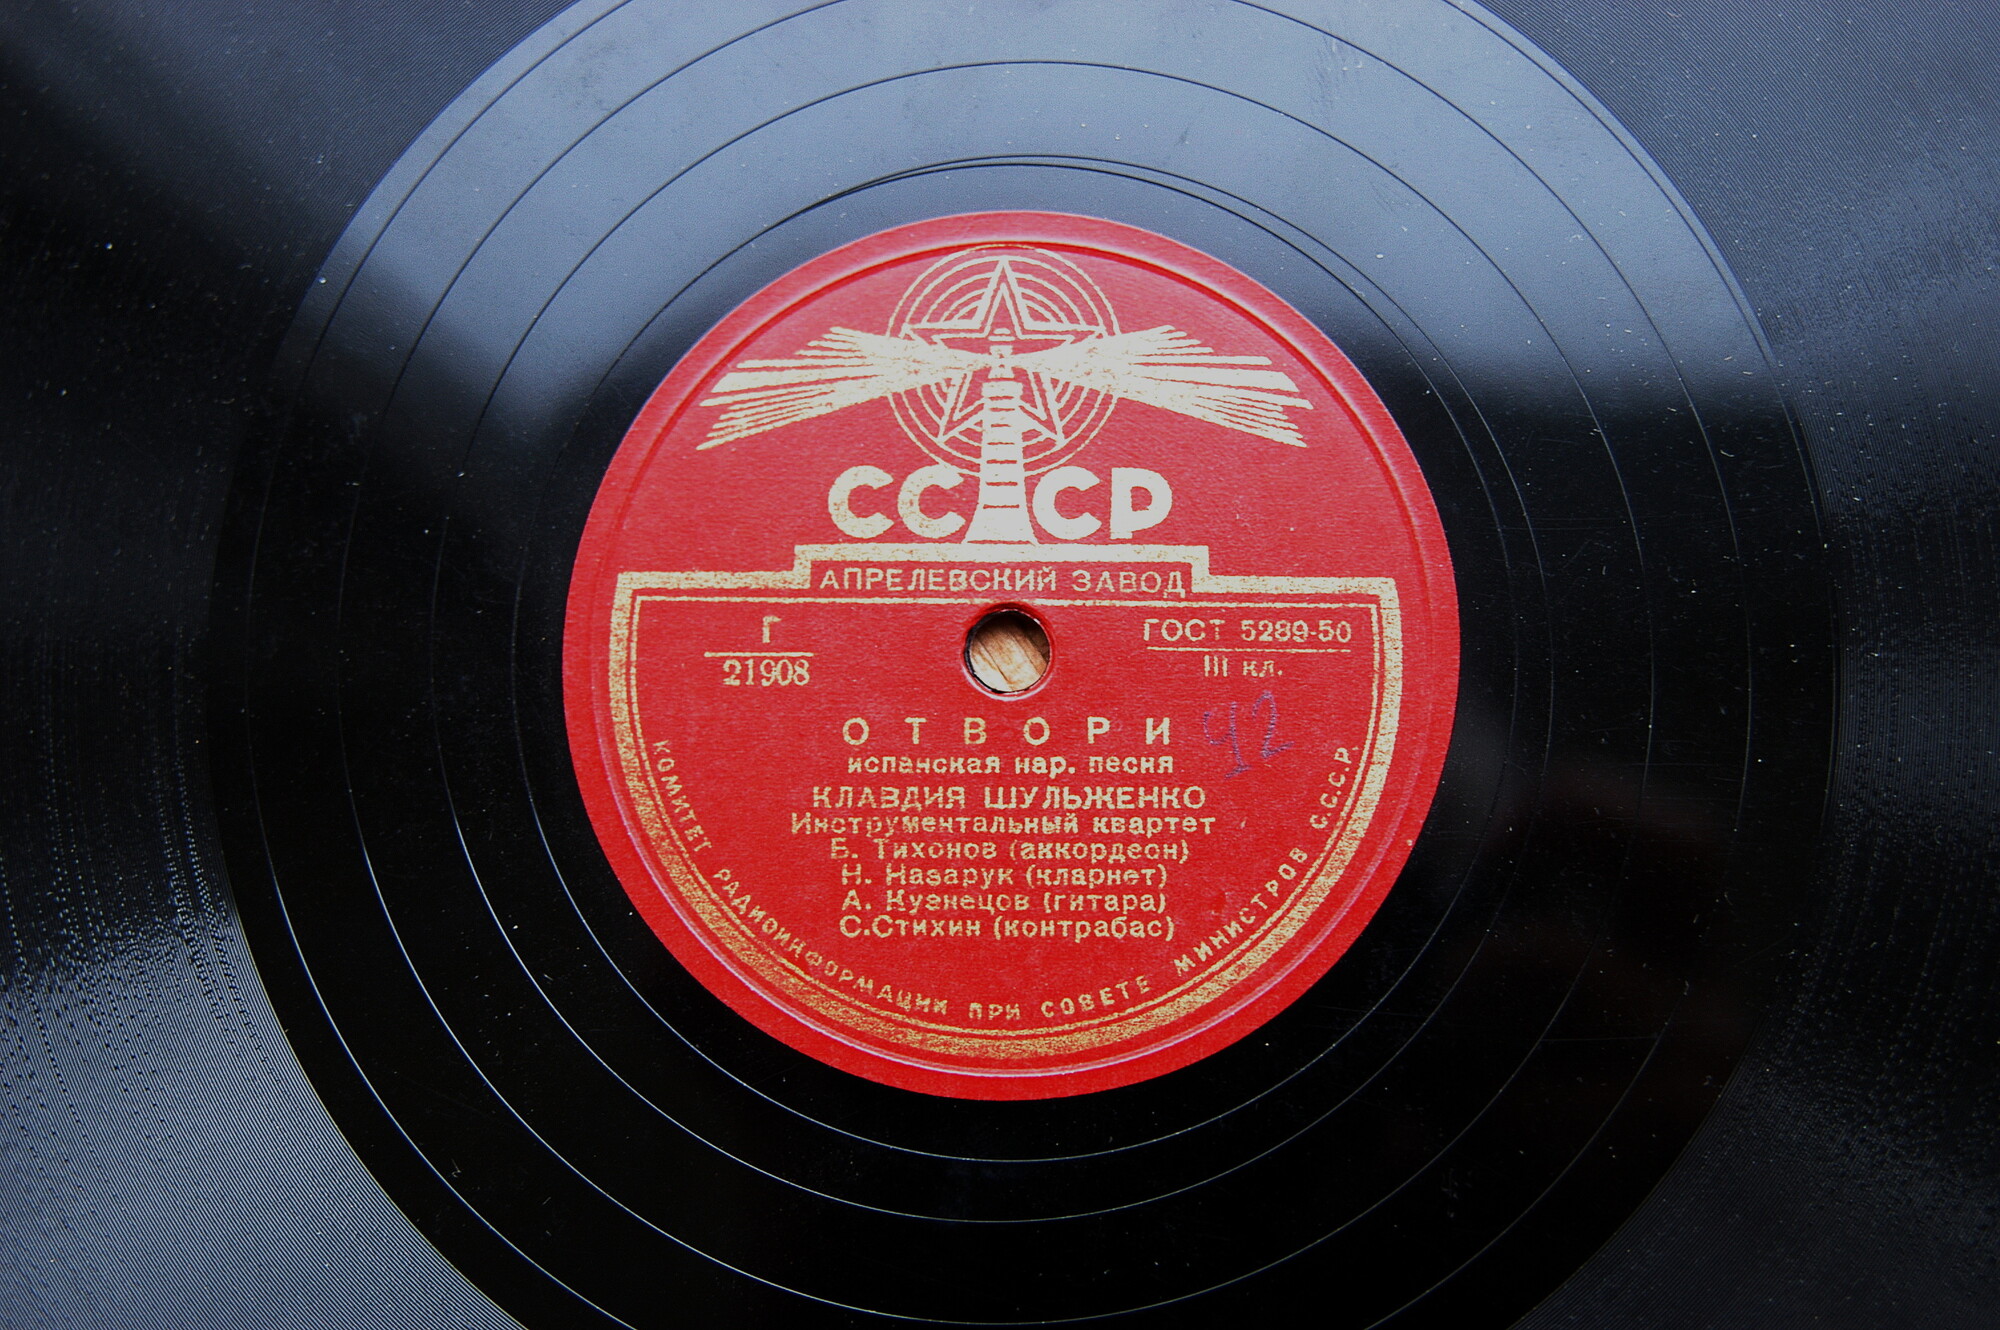 СССР
АПРЕЛЕВСКИЙ ЗАВОД
Г
21908
ГОСТ 5289-50
III кл.
42
ОТВОРИ
испанская нар. песня
КЛАВДИЯ ШУЛЬЖЕНКО
Инструментальный квартет
Б. Тихонов (аккордеон)
Н. Назарук (кларнет)
А. Кузнецов (гитара)
С.Стихин (контрабас)
КОМИТЕТ РАДИОИНФОРМАЦИИ ПРИ СОВЕТЕ МИНИСТРОВ С.С.С.Р.